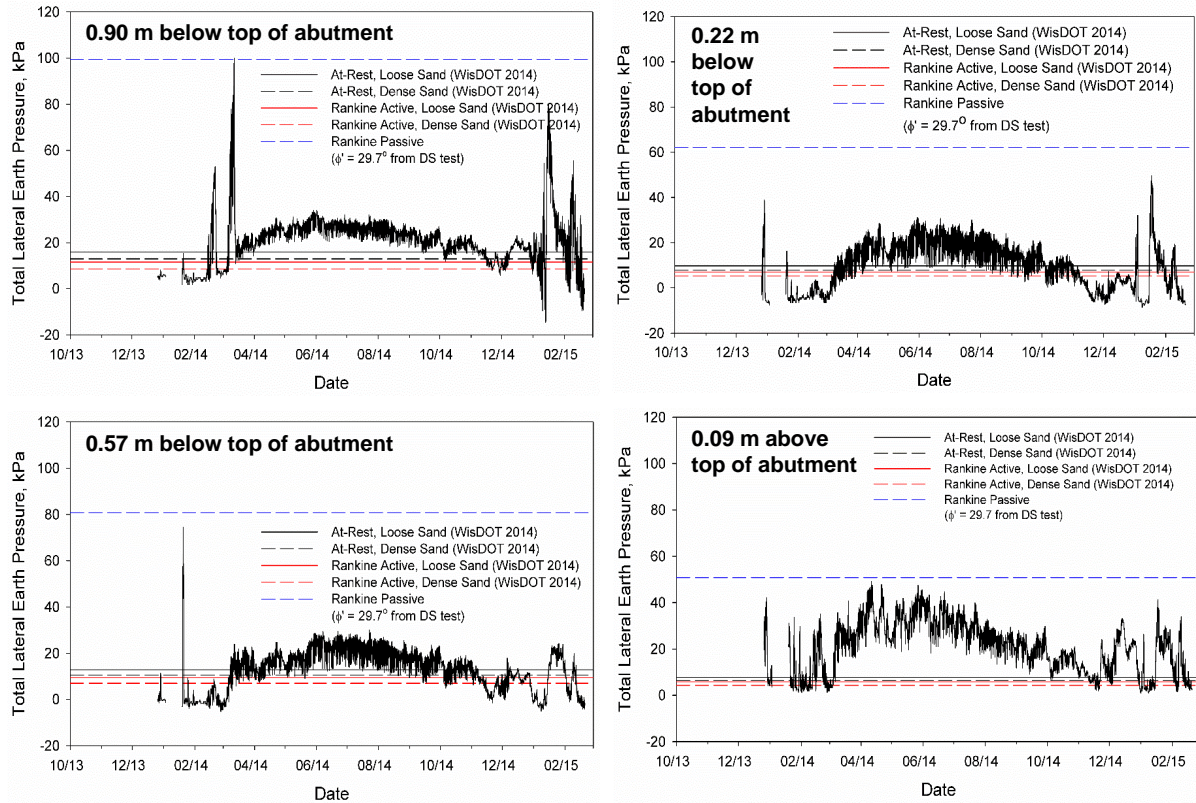 0.90 m below top of abutment
At-Rest, Loose Sand (WisDOT 2014)
At-Rest, Dense Sand (WisDOT 2014)
Rankine Active, Loose Sand (WisDOT 2014)
Rankine Active, Dense Sand (WisDOT 2014)
Rankine Passive
(ϕ' = 29.7° from DS test)
Total Lateral Earth Pressure, kPa
120
100
80
60
40
20
0
-20
10/13 12/13 02/14 04/14 06/14 08/14 10/14 12/14 02/15
Date
0.22 m
below
top of
abutment
At-Rest, Loose Sand (WisDOT 2014)
At-Rest, Dense Sand (WisDOT 2014)
Rankine Active, Loose Sand (WisDOT 2014)
Rankine Active, Dense Sand (WisDOT 2014)
Rankine Passive
(ϕ' = 29.7° from DS test)
Total Lateral Earth Pressure, kPa
120
100
80
60
40
20
0
-20
10/13 12/13 02/14 04/14 06/14 08/14 10/14 12/14 02/15
Date
0.57 m below top of abutment
At-Rest, Loose Sand (WisDOT 2014)
At-Rest, Dense Sand (WisDOT 2014)
Rankine Active, Loose Sand (WisDOT 2014)
Rankine Active, Dense Sand (WisDOT 2014)
Rankine Passive
(ϕ' = 29.7° from DS test)
Total Lateral Earth Pressure, kPa
120
100
80
60
40
20
0
-20
10/13 12/13 02/14 04/14 06/14 08/14 10/14 12/14 02/15
Date
0.09 m above
top of abutment
At-Rest, Loose Sand (WisDOT 2014)
At-Rest, Dense Sand (WisDOT 2014)
Rankine Active, Loose Sand (WisDOT 2014)
Rankine Active, Dense Sand (WisDOT 2014)
Rankine Passive
(ϕ' = 29.7 from DS test)
Total Lateral Earth Pressure, kPa
120
100
80
60
40
20
0
-20
10/13 12/13 02/14 04/14 06/14 08/14 10/14 12/14 02/15
Date